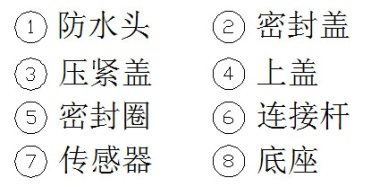 ① 防水头 ② 密封盖
③ 压紧盖 ④ 上盖
⑤ 密封圈 ⑥ 连接杆
⑦ 传感器 ⑧ 底座